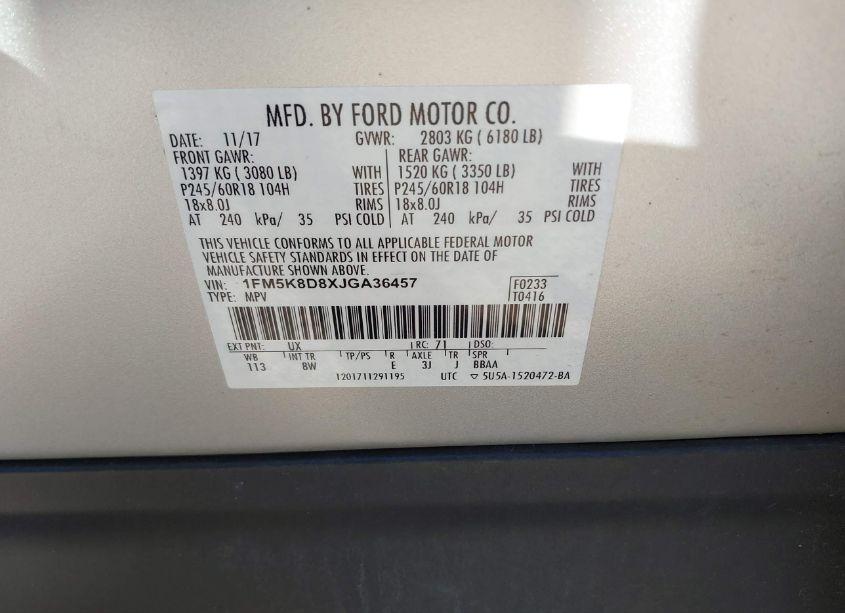 MFD. BY FORD MOTOR CO.
DATE: 11/17 GVWR: 2803 KG ( 6180 LB)
FRONT GAWR: REAR GAWR:
1397 KG ( 3080 LB) WITH 1520 KG ( 3350 LB) WITH
P245/60R18 104H TIRES P245/60R18 104H TIRES
18x8.0J RIMS 18x8.0J RIMS
AT 240 kPa/ 35 PSI COLD AT 240 kPa/ 35 PSI COLD
THIS VEHICLE CONFORMS TO ALL APPLICABLE FEDERAL MOTOR
VEHICLE SAFETY STANDARDS IN EFFECT ON THE DATE OF
MANUFACTURE SHOWN ABOVE.
VIN: 1FM5K8D8XJGA36457 F0233
TYPE: MPV T0416
EXT PNT: UX RC: 71 DSO:
WB INT TR TP/PS R AXLE TR SPR
113 8W E 3J J BBAA
1201711291195 UTC ▽ 5U5A-1520472-BA